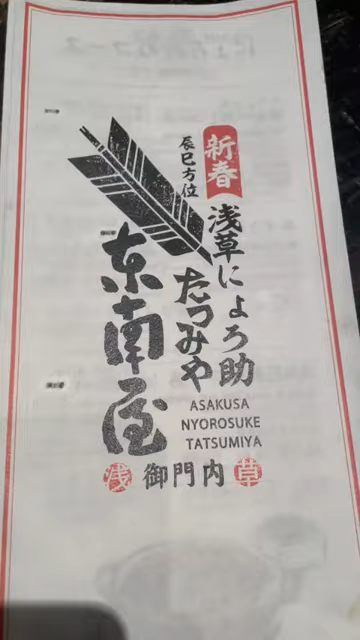 新春
辰巳方位
浅草にょろ助
たつみや
東南屋
ASAKUSA
NYOROSUKE
TATSUMIYA
浅 御門内 草